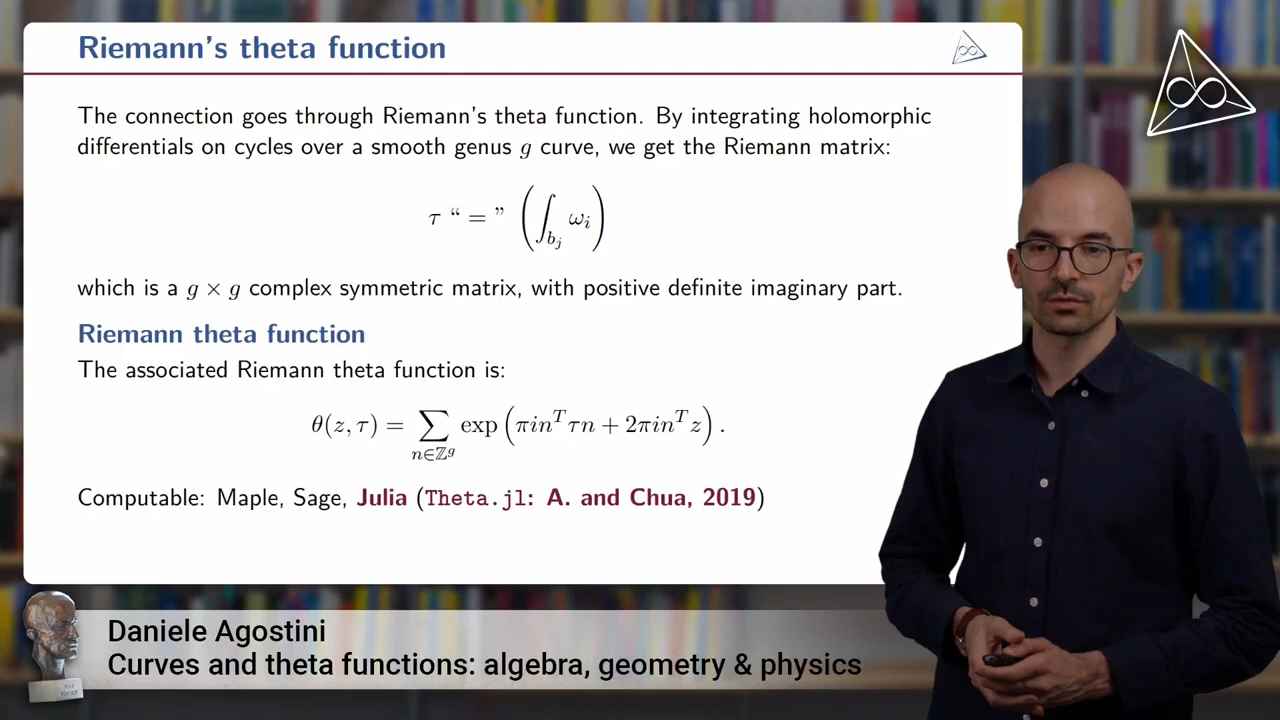 Riemann's theta function
The connection goes through Riemann's theta function. By integrating holomorphic
differentials on cycles over a smooth genus g curve, we get the Riemann matrix:
τ “ = ” (∫_{b_j} ω_i)
which is a g × g complex symmetric matrix, with positive definite imaginary part.
Riemann theta function
The associated Riemann theta function is:
θ(z, τ) = ∑_{n∈ℤ^g} exp (πin^T τn + 2πin^T z) .
Computable: Maple, Sage, Julia (Theta.jl: A. and Chua, 2019)
Daniele Agostini
Curves and theta functions: algebra, geometry & physics